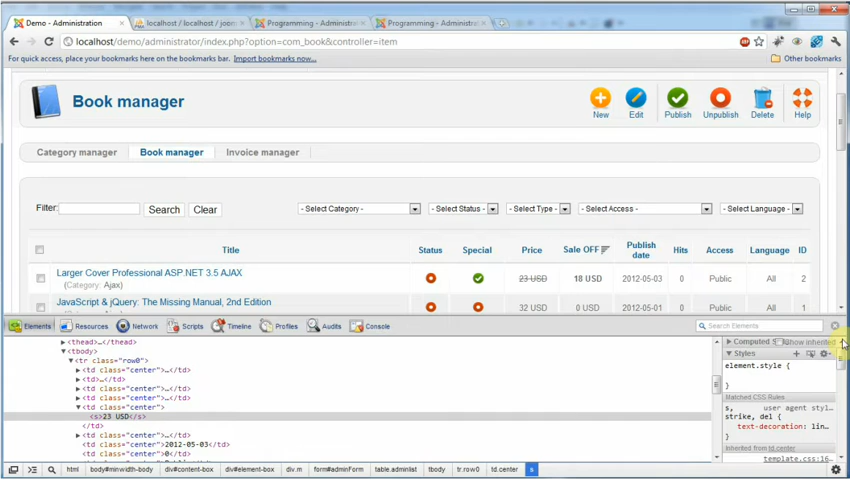 Demo - Administration
localhost / localhost / joom
Programming - Administra
Programming - Administra
localhost/demo/administrator/index.php?option=com_book&controller=item
For quick access, place your bookmarks here on the bookmarks bar. Import bookmarks now...
Other bookmarks
Book manager
New Edit Publish Unpublish Delete Help
Category manager Book manager Invoice manager
Filter: Search Clear - Select Category - - Select Status - - Select Type - - Select Access - - Select Language -
Title Status Special Price Sale OFF Publish date Hits Access Language ID
Larger Cover Professional ASP.NET 3.5 AJAX
(Category: Ajax)
23 USD 18 USD 2012-05-03 0 Public All 2
JavaScript & jQuery: The Missing Manual, 2nd Edition
32 USD 0 USD 2012-05-01 0 Public All 1
Elements Resources Network Scripts Timeline Profiles Audits Console Search Elements
▶<thead>…</thead>
▼<tbody>
▼<tr class="row0">
▶<td class="center">…</td>
▶<td>…</td>
▶<td class="center">…</td>
▶<td class="center">…</td>
▼<td class="center">
<s>23 USD</s>
</td>
▶<td class="center">…</td>
<td class="center">2012-05-03</td>
<td class="center">0</td>
▶ Computed Show inherited
▼ Styles
element.style {
}
Matched CSS Rules
s, user agent styl…
strike, del {
text-decoration: lin…
}
Inherited from td.center
template.css:16
html body#minwidth-body div#content-box div#element-box div.m form#adminForm table.adminlist tbody tr.row0 td.center s